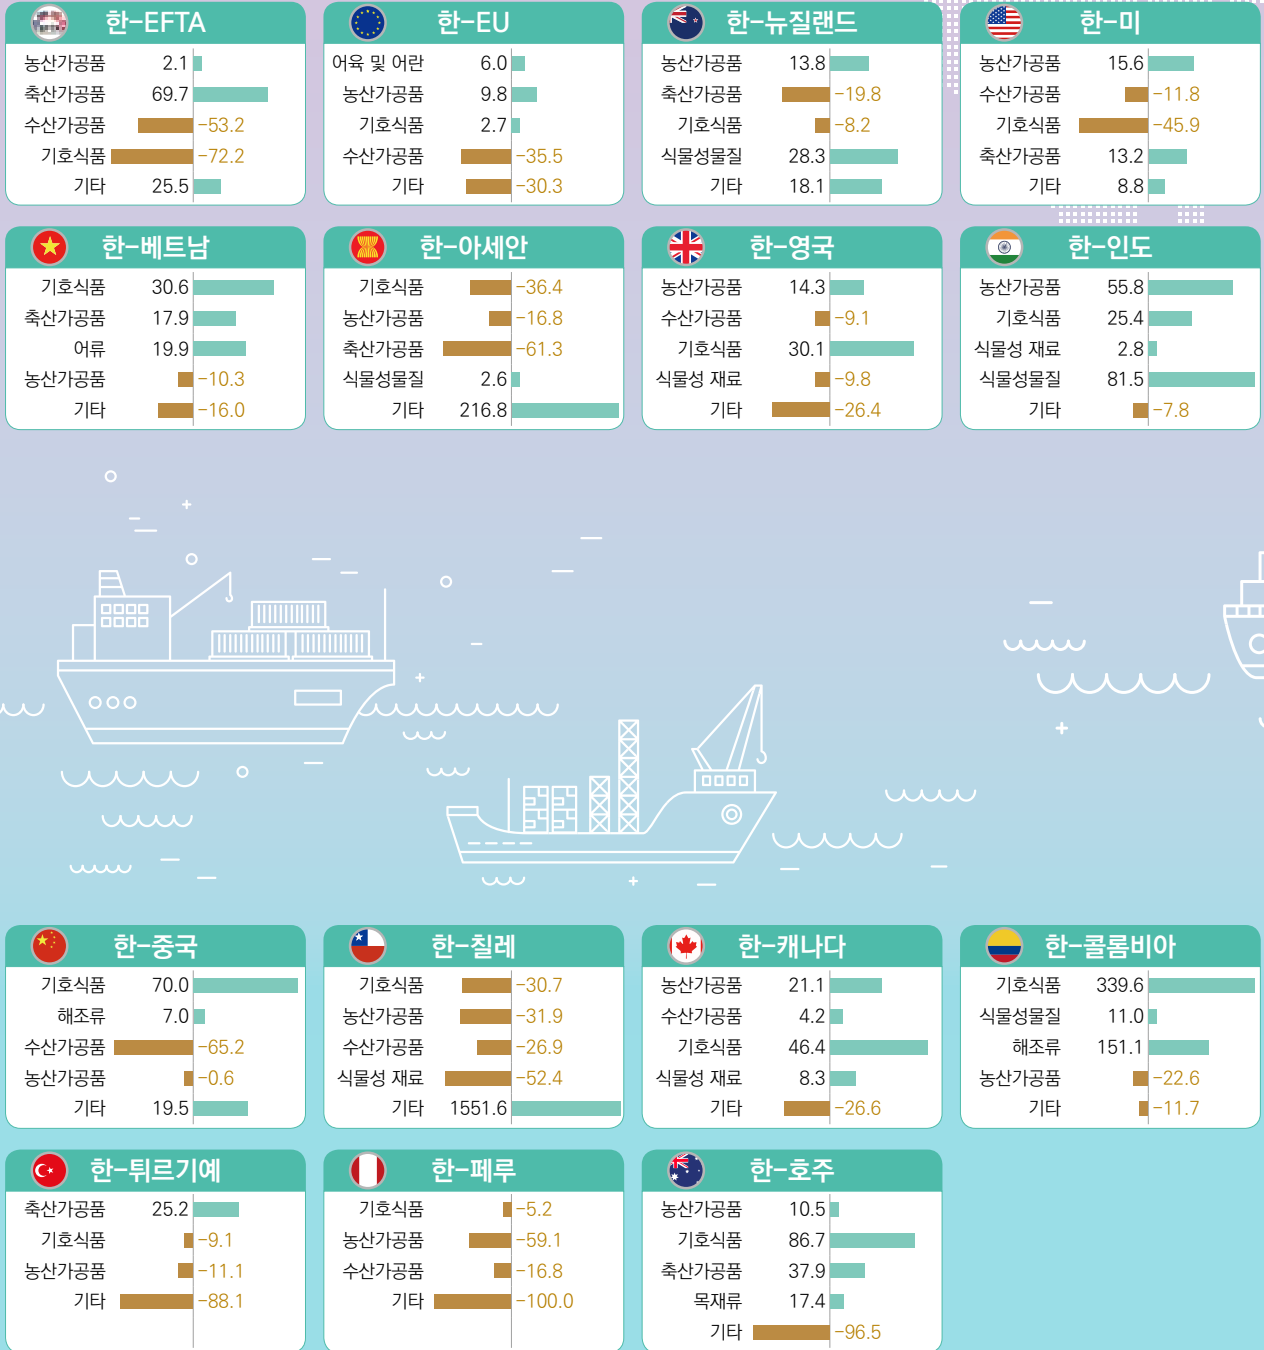 한-EFTA
농산가공품 2.1
축산가공품 69.7
수산가공품 -53.2
기호식품 -72.2
기타 25.5
한-EU
어육 및 어란 6.0
농산가공품 9.8
기호식품 2.7
수산가공품 -35.5
기타 -30.3
한-뉴질랜드
농산가공품 13.8
축산가공품 -19.8
기호식품 -8.2
식물성물질 28.3
기타 18.1
한-미
농산가공품 15.6
수산가공품 -11.8
기호식품 -45.9
축산가공품 13.2
기타 8.8
한-베트남
기호식품 30.6
축산가공품 17.9
어류 19.9
농산가공품 -10.3
기타 -16.0
한-아세안
기호식품 -36.4
농산가공품 -16.8
축산가공품 -61.3
식물성물질 2.6
기타 216.8
한-영국
농산가공품 14.3
수산가공품 -9.1
기호식품 30.1
식물성 재료 -9.8
기타 -26.4
한-인도
농산가공품 55.8
기호식품 25.4
식물성 재료 2.8
식물성물질 81.5
기타 -7.8
한-중국
기호식품 70.0
해조류 7.0
수산가공품 -65.2
농산가공품 -0.6
기타 19.5
한-칠레
기호식품 -30.7
농산가공품 -31.9
수산가공품 -26.9
식물성 재료 -52.4
기타 1551.6
한-캐나다
농산가공품 21.1
수산가공품 4.2
기호식품 46.4
식물성 재료 8.3
기타 -26.6
한-콜롬비아
기호식품 339.6
식물성물질 11.0
해조류 151.1
농산가공품 -22.6
기타 -11.7
한-튀르기예
축산가공품 25.2
기호식품 -9.1
농산가공품 -11.1
기타 -88.1
한-페루
기호식품 -5.2
농산가공품 -59.1
수산가공품 -16.8
기타 -100.0
한-호주
농산가공품 10.5
기호식품 86.7
축산가공품 37.9
목재류 17.4
기타 -96.5